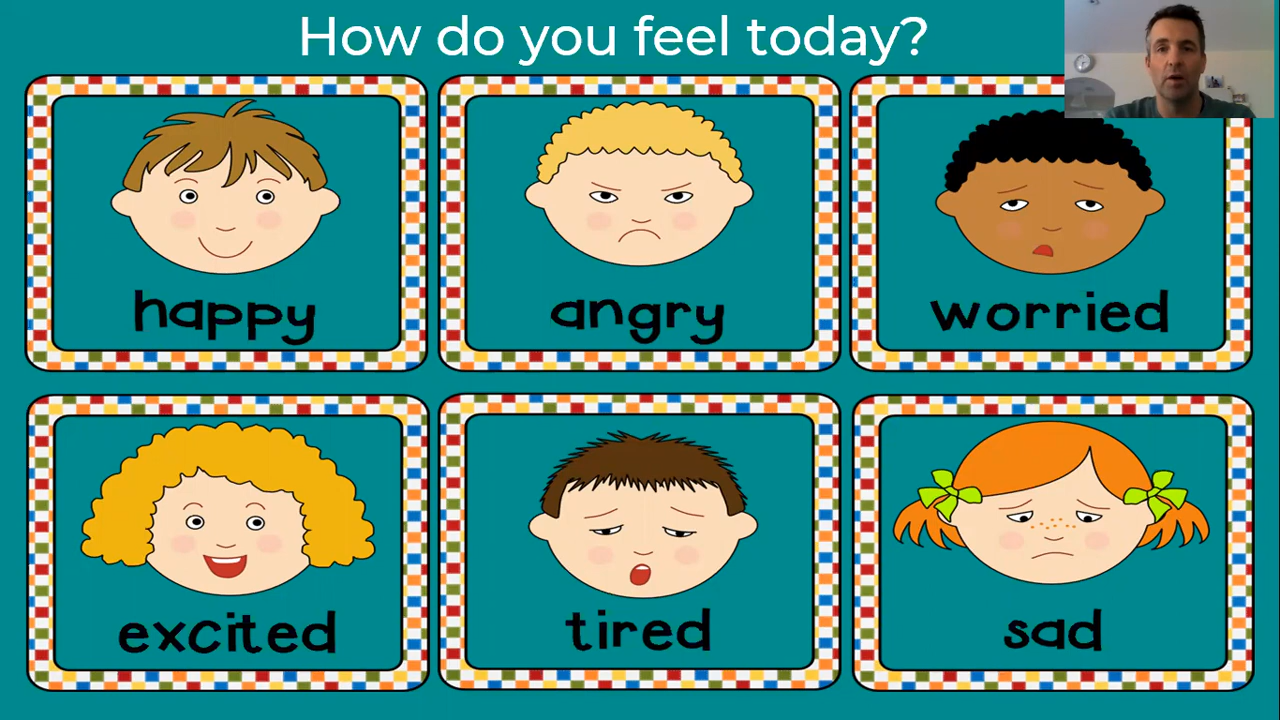 How do you feel today?
happy
angry
worried
excited
tired
sad